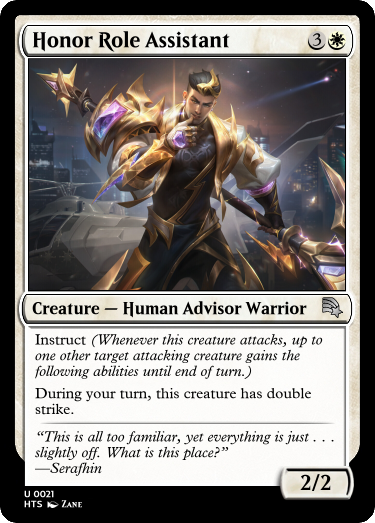 Honor Role Assistant 3
Creature — Human Advisor Warrior
Instruct (Whenever this creature attacks, up to
one other target attacking creature gains the
following abilities until end of turn.)
During your turn, this creature has double
strike.
“This is all too familiar, yet everything is just . . .
slightly off. What is this place?”
—Serafhin
2/2
U 0021
HTS Zane